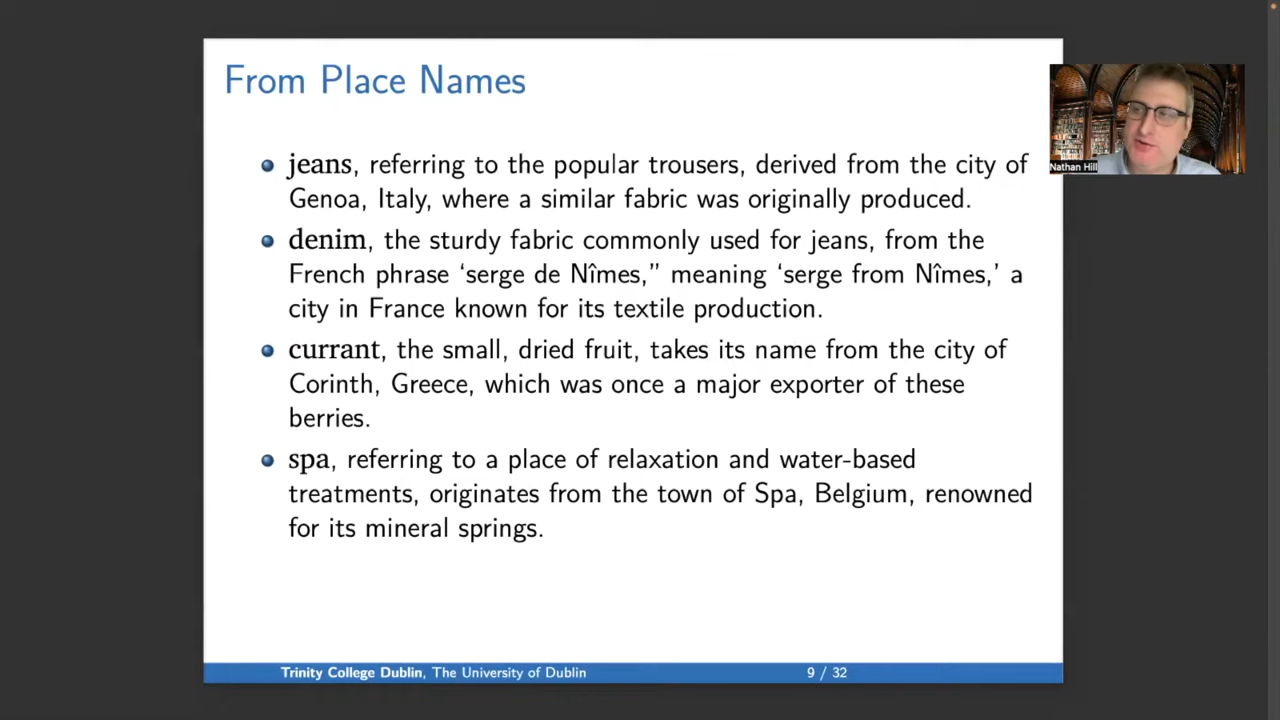 From Place Names
jeans, referring to the popular trousers, derived from the city of
Genoa, Italy, where a similar fabric was originally produced.
denim, the sturdy fabric commonly used for jeans, from the
French phrase ‘serge de Nîmes,” meaning ‘serge from Nîmes,’ a
city in France known for its textile production.
currant, the small, dried fruit, takes its name from the city of
Corinth, Greece, which was once a major exporter of these
berries.
spa, referring to a place of relaxation and water-based
treatments, originates from the town of Spa, Belgium, renowned
for its mineral springs.
Nathan Hill
Trinity College Dublin, The University of Dublin
9 / 32